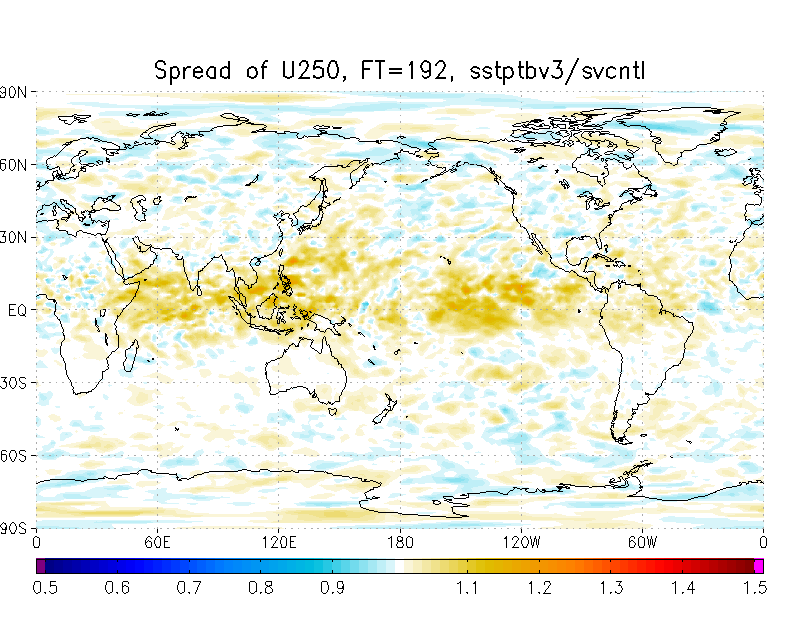 Spread of U250, FT=192, sstptbv3/svcntl
90N
60N
30N
EQ
30S
60S
90S
0 60E 120E 180 120W 60W 0
0.5 0.6 0.7 0.8 0.9 1.1 1.2 1.3 1.4 1.5